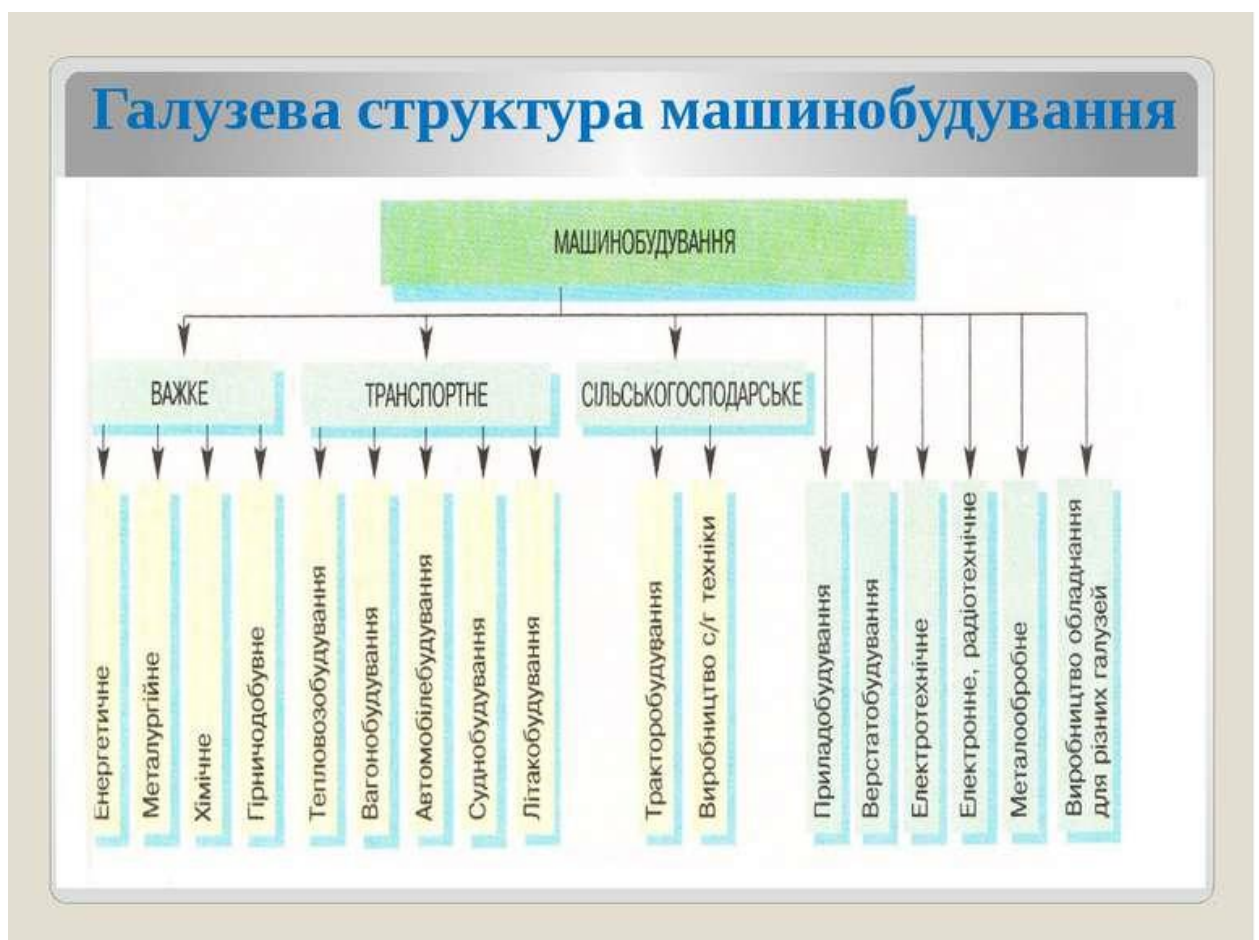 Галузева структура машинобудування
МАШИНОБУДУВАННЯ
ВАЖКЕ
ТРАНСПОРТНЕ
СІЛЬСЬКОГОСПОДАРСЬКЕ
Енергетичне
Металургійне
Хімічне
Гірничодобувне
Тепловозобудування
Вагонобудування
Автомобілебудування
Суднобудування
Літакобудування
Тракторобудування
Виробництво с/г техніки
Приладобудування
Верстатобудування
Електротехнічне
Електронне, радіотехнічне
Металообробне
Виробництво обладнання
для різних галузей